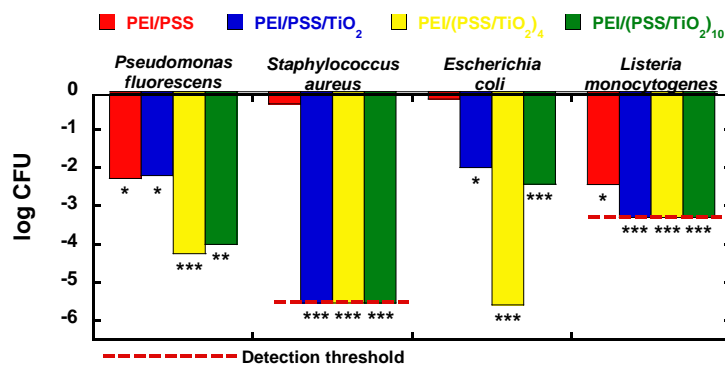 PEI/PSS PEI/PSS/TiO₂ PEI/(PSS/TiO₂)₄ PEI/(PSS/TiO₂)₁₀
Pseudomonas fluorescens
Staphylococcus aureus
Escherichia coli
Listeria monocytogenes
log CFU
0
-1
-2
-3
-4
-5
-6
* * *** **
*** *** ***
* *** ***
* *** *** ***
Detection threshold